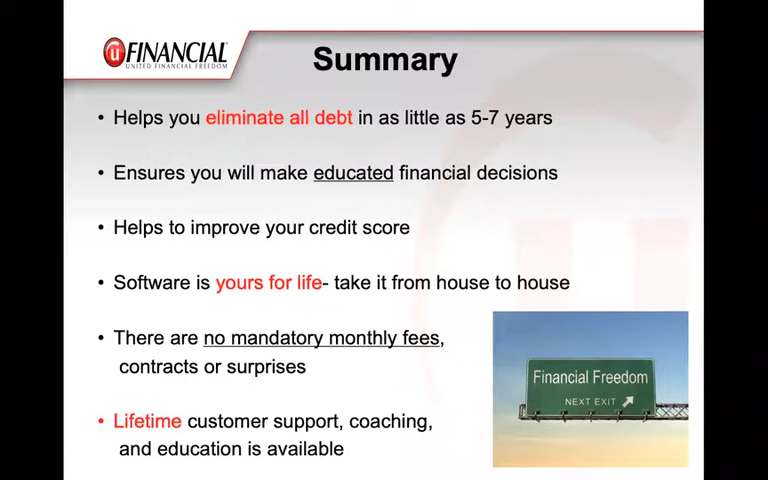 u FINANCIAL
UNITED FINANCIAL FREEDOM
Summary
• Helps you eliminate all debt in as little as 5-7 years
• Ensures you will make educated financial decisions
• Helps to improve your credit score
• Software is yours for life- take it from house to house
• There are no mandatory monthly fees,
contracts or surprises
• Lifetime customer support, coaching,
and education is available
Financial Freedom
NEXT EXIT